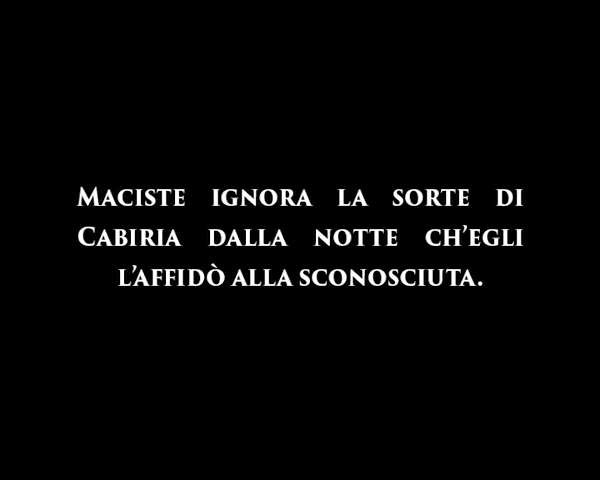 Maciste ignora la sorte di
Cabiria dalla notte ch’egli
l’affidò alla sconosciuta.